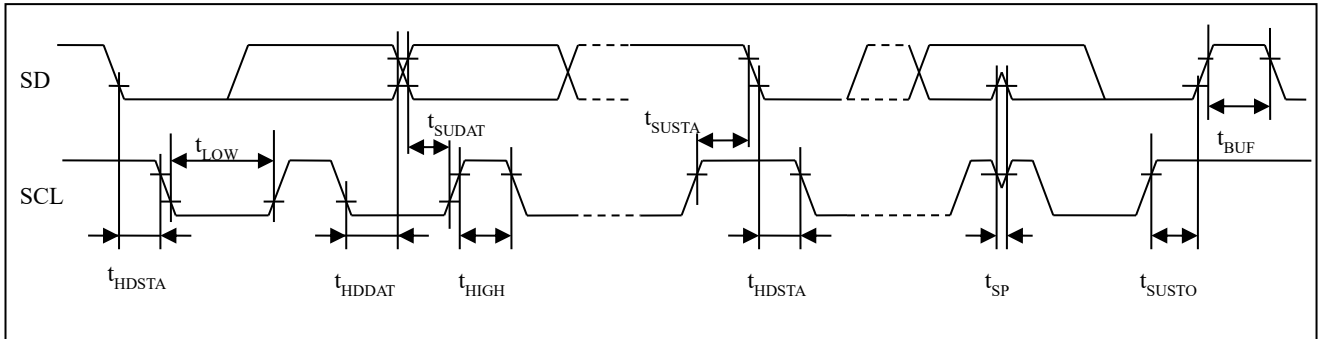 SD
t_SUDAT
t_SUSTA
t_BUF
t_LOW
SCL
t_HDSTA
t_HDDAT
t_HIGH
t_HDSTA
t_SP
t_SUSTO